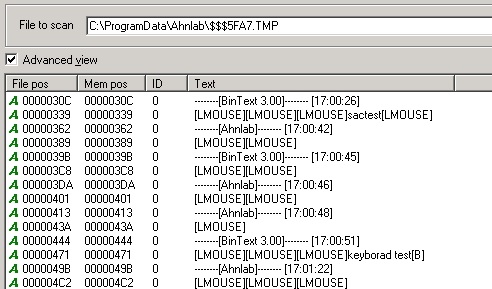 File to scan C:\ProgramData\Ahnlab\$$$5FA7.TMP
Advanced view
File pos Mem pos ID Text
A 0000030C 0000030C 0 --------[BinText 3.00]------- [17:00:26]
A 00000339 00000339 0 [LMOUSE][LMOUSE][LMOUSE]sactest[LMOUSE]
A 00000362 00000362 0 -------[Ahnlab]-------- [17:00:42]
A 00000389 00000389 0 [LMOUSE][LMOUSE]
A 0000039B 0000039B 0 --------[BinText 3.00]------- [17:00:45]
A 000003C8 000003C8 0 [LMOUSE][LMOUSE]
A 000003DA 000003DA 0 -------[Ahnlab]-------- [17:00:46]
A 00000401 00000401 0 [LMOUSE][LMOUSE]
A 00000413 00000413 0 -------[Ahnlab]-------- [17:00:48]
A 0000043A 0000043A 0 [LMOUSE]
A 00000444 00000444 0 --------[BinText 3.00]------- [17:00:51]
A 00000471 00000471 0 [LMOUSE][LMOUSE][LMOUSE]keyborad test[B]
A 0000049B 0000049B 0 -------[Ahnlab]-------- [17:01:22]
A 000004C2 000004C2 0 [LMOUSE][LMOUSE][LMOUSE][LMOUSE]